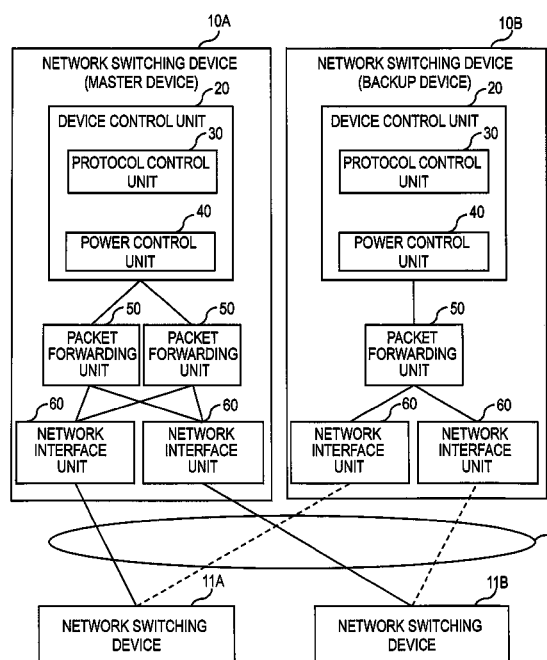 10A
NETWORK SWITCHING DEVICE
(MASTER DEVICE)
20
DEVICE CONTROL UNIT
30
PROTOCOL CONTROL
UNIT
40
POWER CONTROL
UNIT
50
PACKET
FORWARDING
UNIT
50
PACKET
FORWARDING
UNIT
60
NETWORK
INTERFACE
UNIT
60
NETWORK
INTERFACE
UNIT
10B
NETWORK SWITCHING DEVICE
(BACKUP DEVICE)
20
DEVICE CONTROL UNIT
30
PROTOCOL CONTROL
UNIT
40
POWER CONTROL
UNIT
50
PACKET
FORWARDING
UNIT
60
NETWORK
INTERFACE
UNIT
60
NETWORK
INTERFACE
UNIT
11A
NETWORK SWITCHING
DEVICE
11B
NETWORK SWITCHING
DEVICE